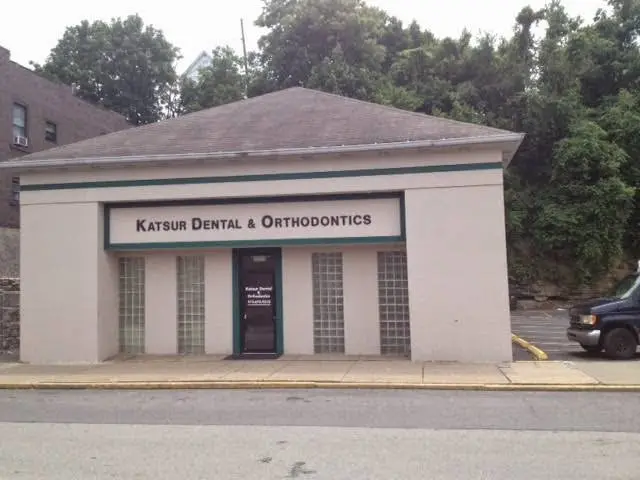 KATSUR DENTAL & ORTHODONTICS
Katsur Dental
&
Orthodontics